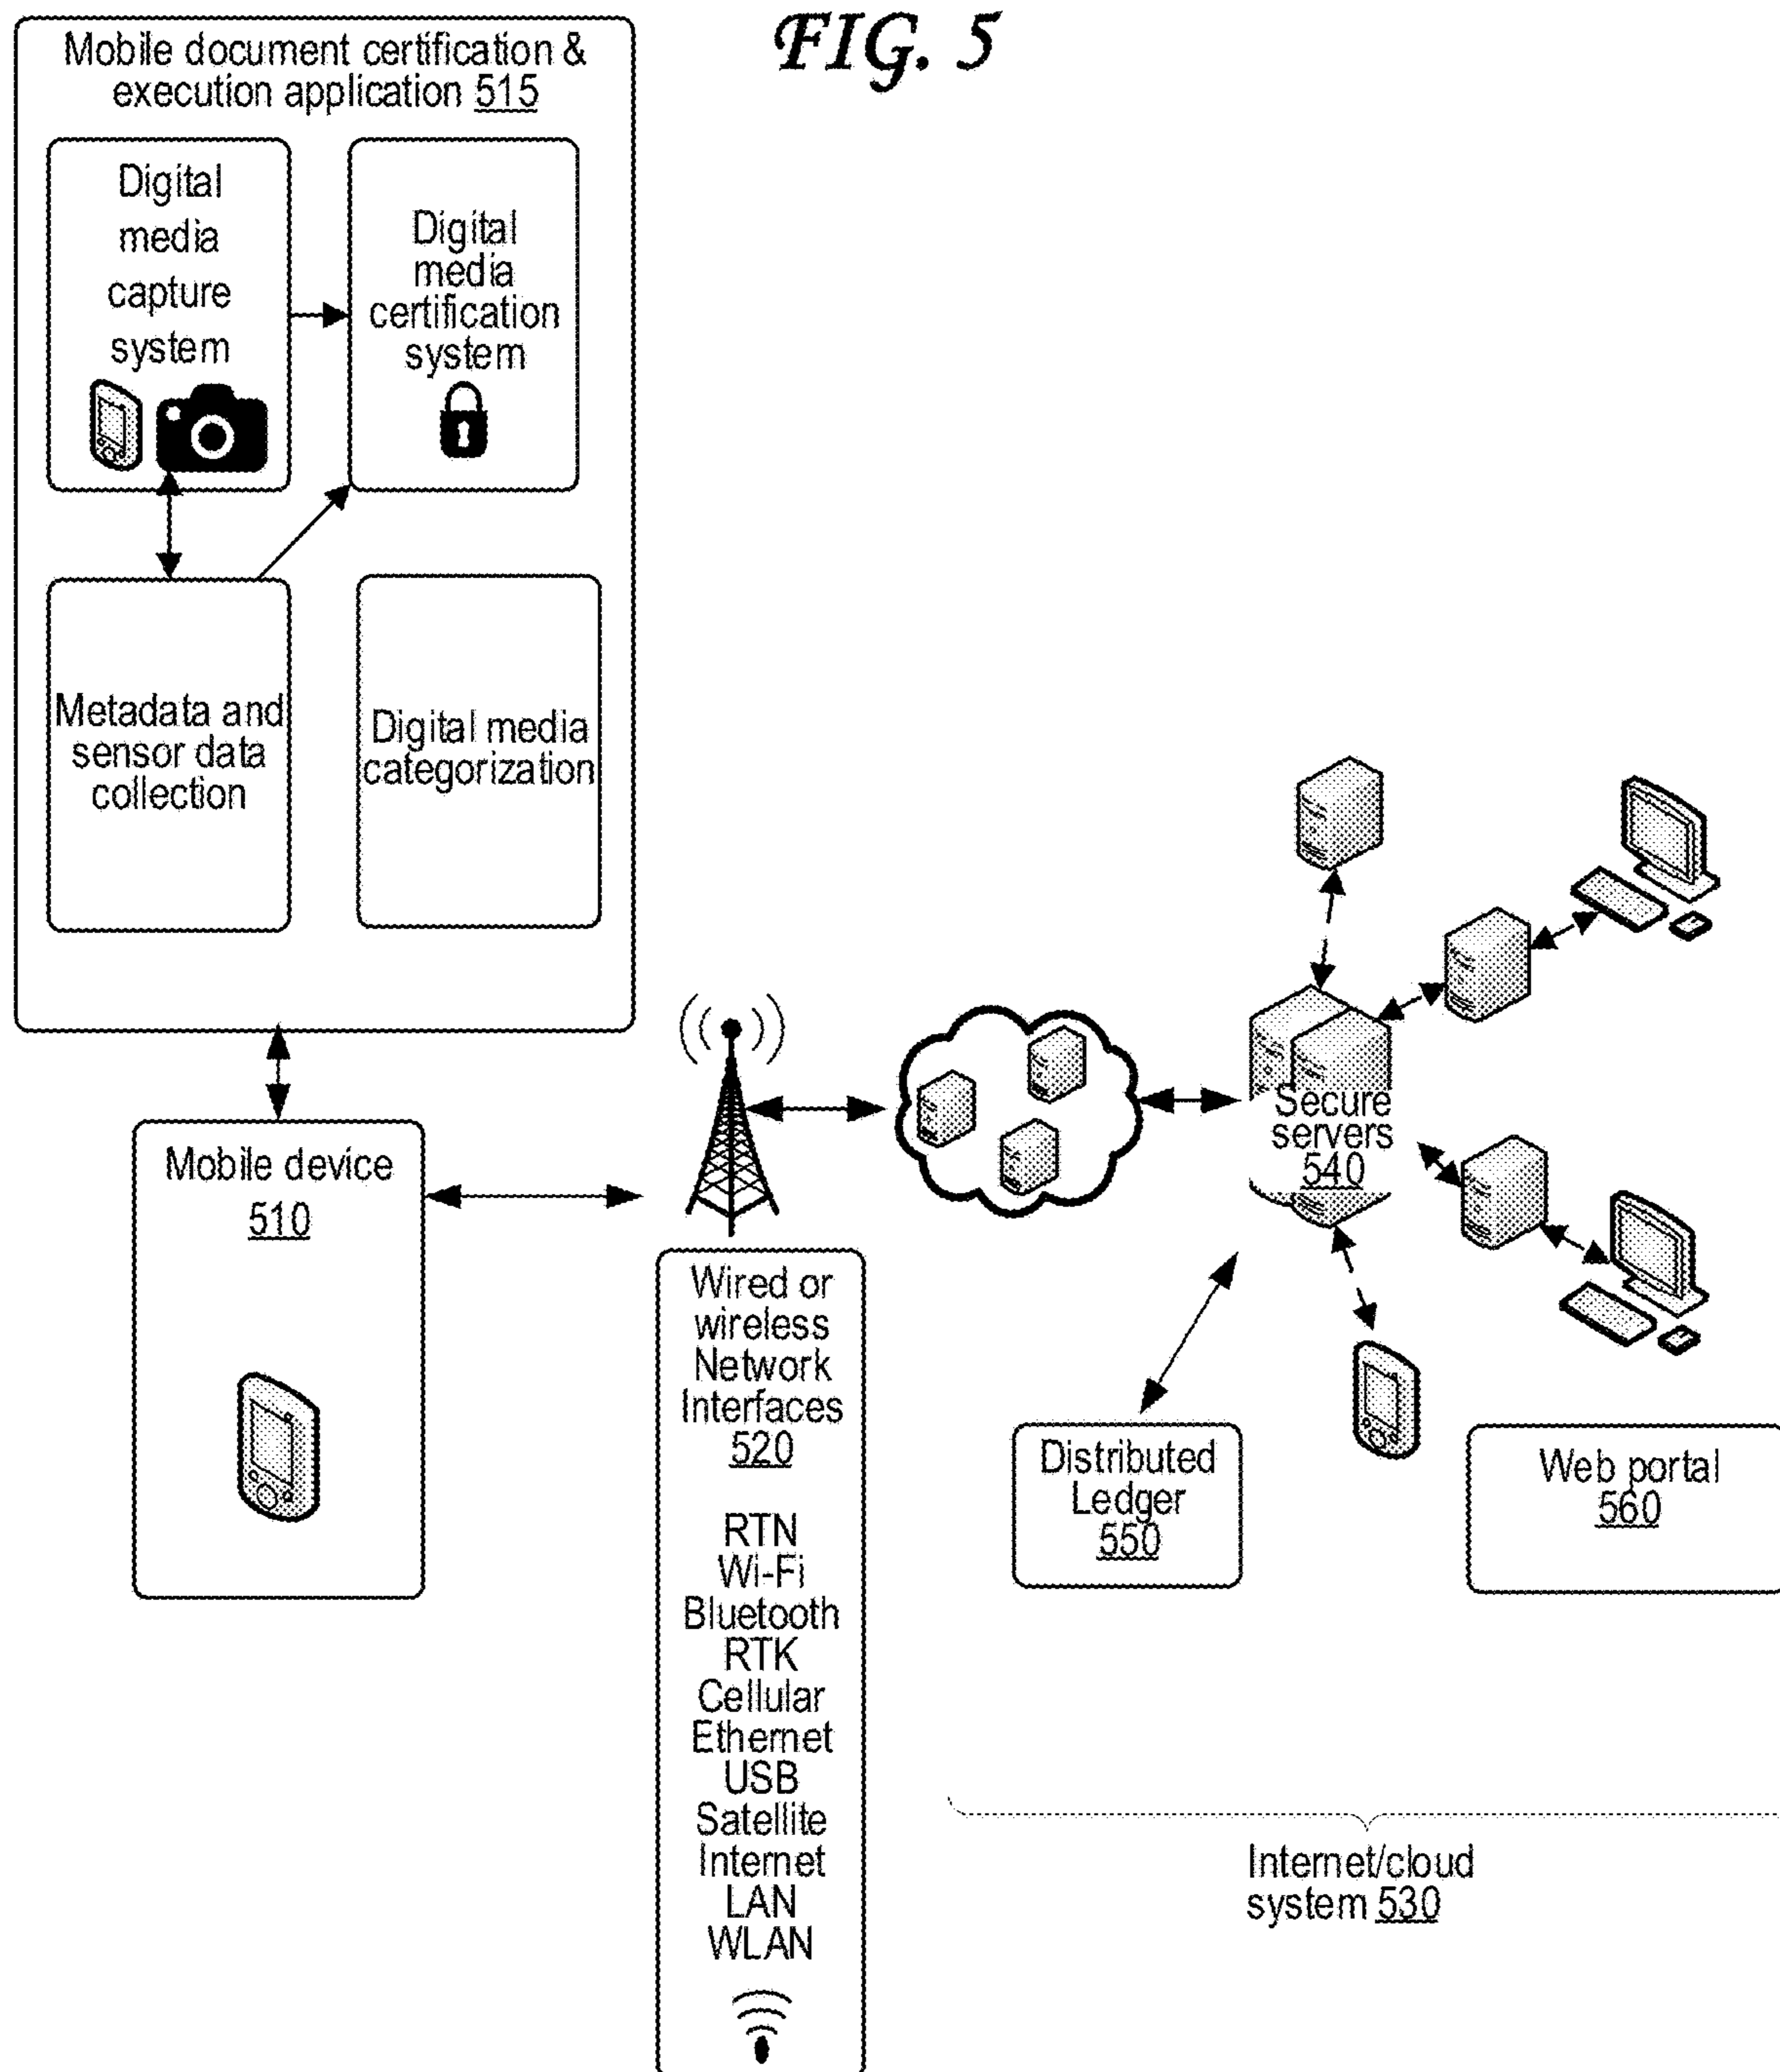 FIG. 5
Mobile document certification &
execution application 515
Digital
media
capture
system
Digital
media
certification
system
Metadata and
sensor data
collection
Digital media
categorization
Mobile device
510
Wired or
wireless
Network
Interfaces
520
RTN
Wi-Fi
Bluetooth
RTK
Cellular
Ethernet
USB
Satellite
Internet
LAN
WLAN
Secure
servers
540
Distributed
Ledger
550
Web portal
560
Internet/cloud
system 530